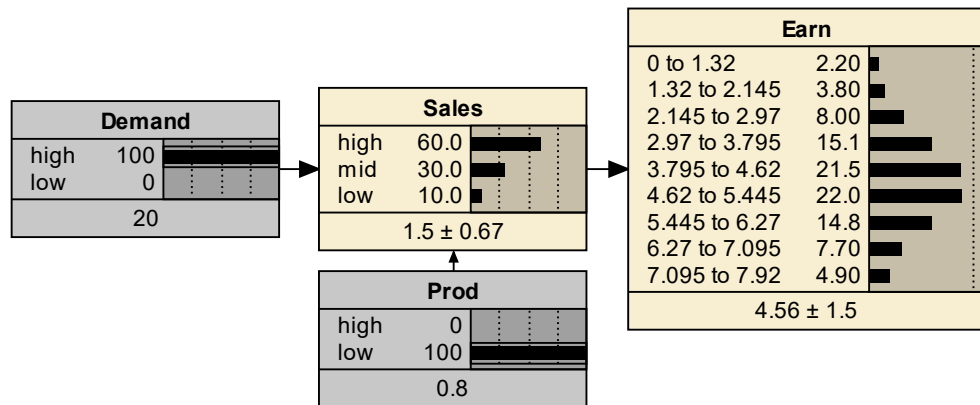 Demand
high 100
low 0
20
Sales
high 60.0
mid 30.0
low 10.0
1.5 ± 0.67
Prod
high 0
low 100
0.8
Earn
0 to 1.32 2.20
1.32 to 2.145 3.80
2.145 to 2.97 8.00
2.97 to 3.795 15.1
3.795 to 4.62 21.5
4.62 to 5.445 22.0
5.445 to 6.27 14.8
6.27 to 7.095 7.70
7.095 to 7.92 4.90
4.56 ± 1.5